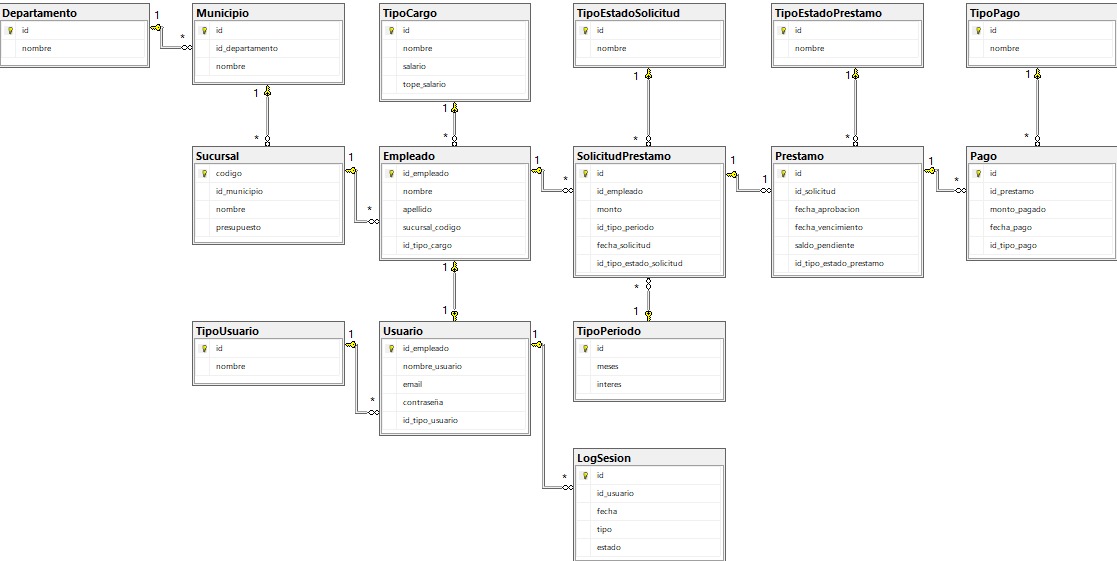 Departamento
id
nombre
1
*
Municipio
id
id_departamento
nombre
1
*
TipoCargo
id
nombre
salario
tope_salario
1
*
TipoEstadoSolicitud
id
nombre
1
*
TipoEstadoPrestamo
id
nombre
1
*
TipoPago
id
nombre
1
*
Sucursal
codigo
id_municipio
nombre
presupuesto
1
*
Empleado
id_empleado
nombre
apellido
sucursal_codigo
id_tipo_cargo
1
*
SolicitudPrestamo
id
id_empleado
monto
id_tipo_periodo
fecha_solicitud
id_tipo_estado_solicitud
1
1
Prestamo
id
id_solicitud
fecha_aprobacion
fecha_vencimiento
saldo_pendiente
id_tipo_estado_prestamo
1
*
Pago
id
id_prestamo
monto_pagado
fecha_pago
id_tipo_pago
1
1
*
1
TipoUsuario
id
nombre
1
*
Usuario
id_empleado
nombre_usuario
email
contraseña
id_tipo_usuario
1
*
TipoPeriodo
id
meses
interes
LogSesion
id
id_usuario
fecha
tipo
estado